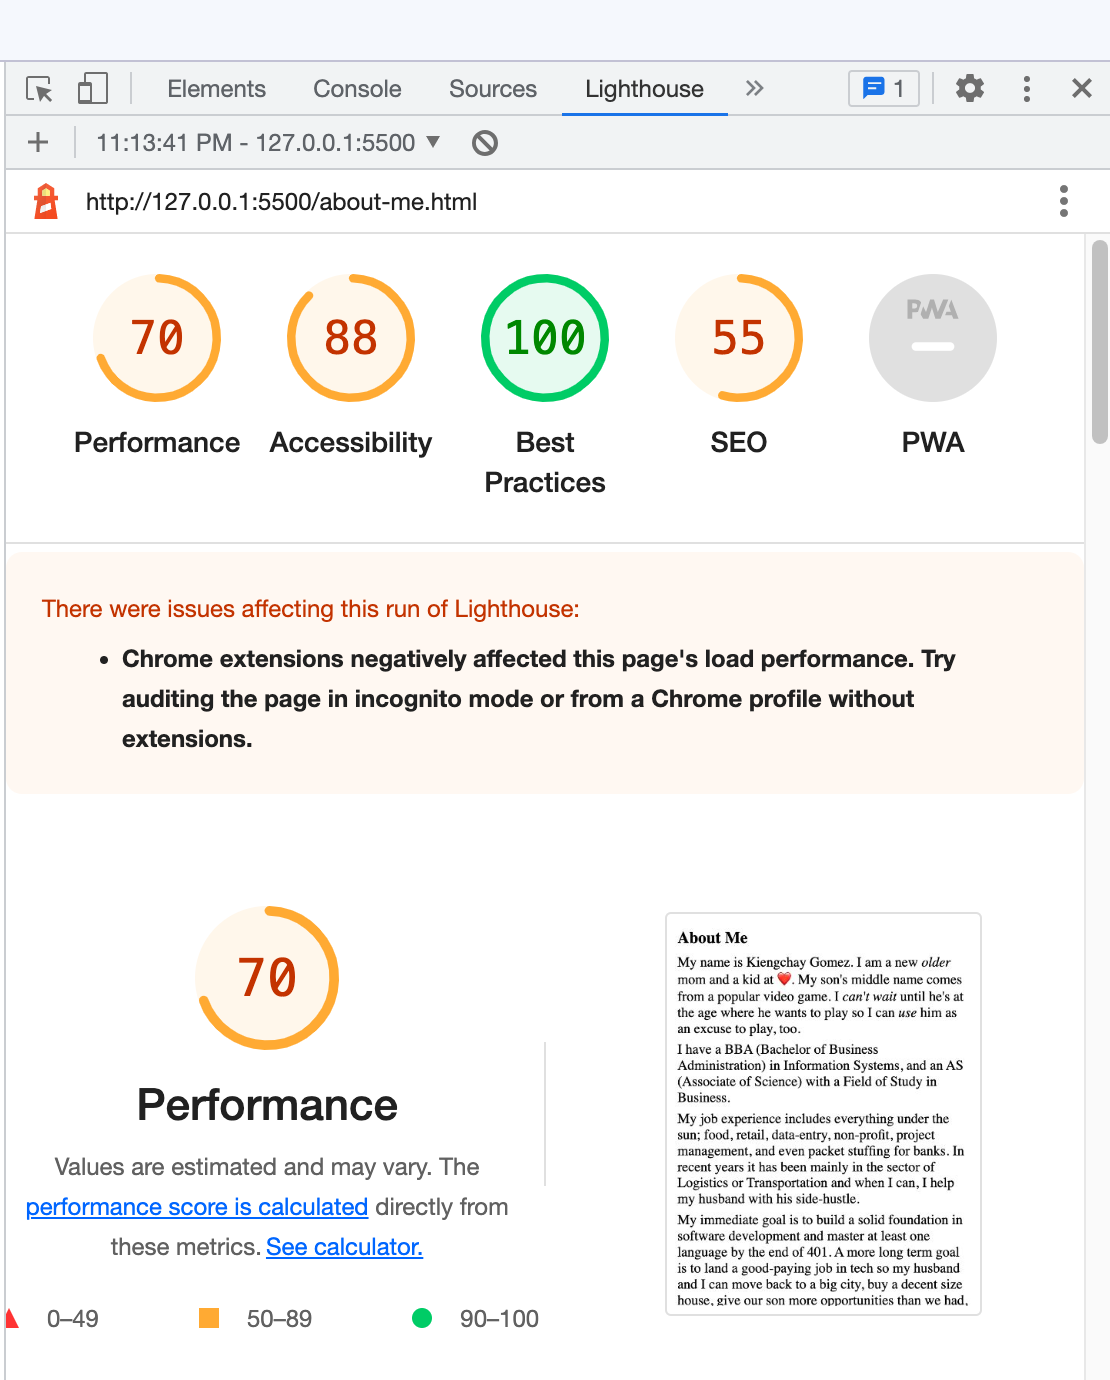 Elements Console Sources Lighthouse 1
11:13:41 PM - 127.0.0.1:5500
http://127.0.0.1:5500/about-me.html
70 88 100 55 PWA
Performance Accessibility Best Practices SEO PWA
There were issues affecting this run of Lighthouse:
Chrome extensions negatively affected this page's load performance. Try
auditing the page in incognito mode or from a Chrome profile without
extensions.
70
Performance
Values are estimated and may vary. The
performance score is calculated directly from
these metrics. See calculator.
0–49 50–89 90–100
About Me
My name is Kiengchay Gomez. I am a new older
mom and a kid at ❤️. My son's middle name comes
from a popular video game. I can't wait until he's at
the age where he wants to play so I can use him as
an excuse to play, too.
I have a BBA (Bachelor of Business
Administration) in Information Systems, and an AS
(Associate of Science) with a Field of Study in
Business.
My job experience includes everything under the
sun; food, retail, data-entry, non-profit, project
management, and even packet stuffing for banks. In
recent years it has been mainly in the sector of
Logistics or Transportation and when I can, I help
my husband with his side-hustle.
My immediate goal is to build a solid foundation in
software development and master at least one
language by the end of 401. A more long term goal
is to land a good-paying job in tech so my husband
and I can move back to a big city, buy a decent size
house, give our son more opportunities than we had,